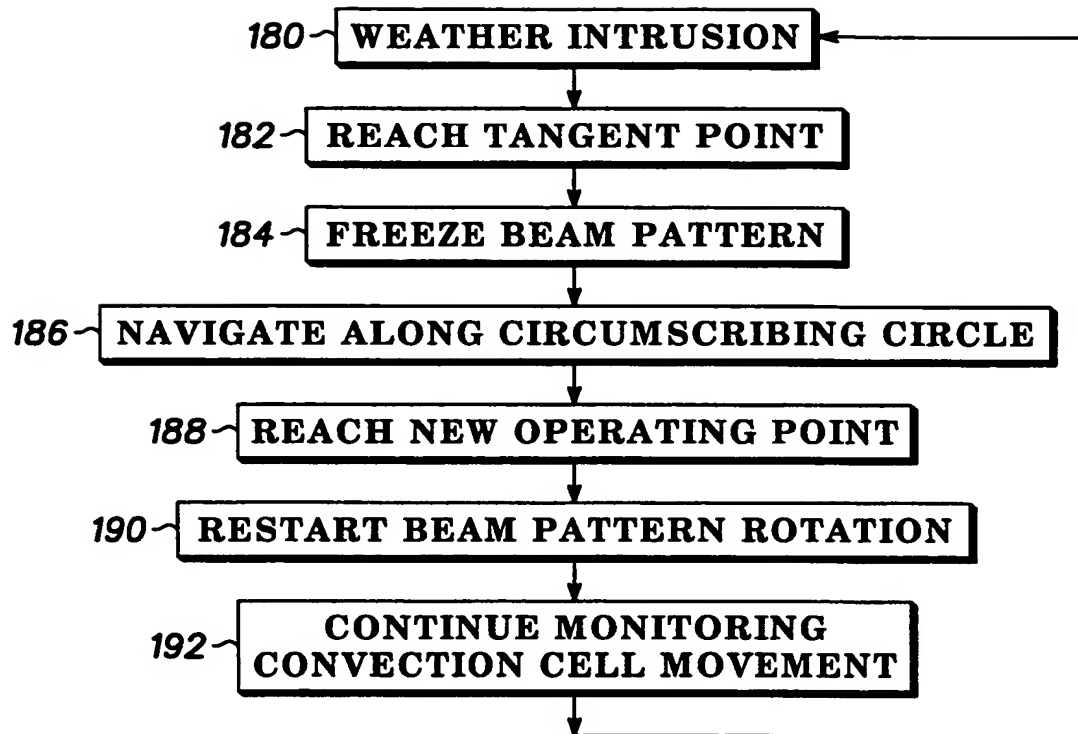 180 WEATHER INTRUSION
182 REACH TANGENT POINT
184 FREEZE BEAM PATTERN
186 NAVIGATE ALONG CIRCUMSCRIBING CIRCLE
188 REACH NEW OPERATING POINT
190 RESTART BEAM PATTERN ROTATION
192 CONTINUE MONITORING
CONVECTION CELL MOVEMENT